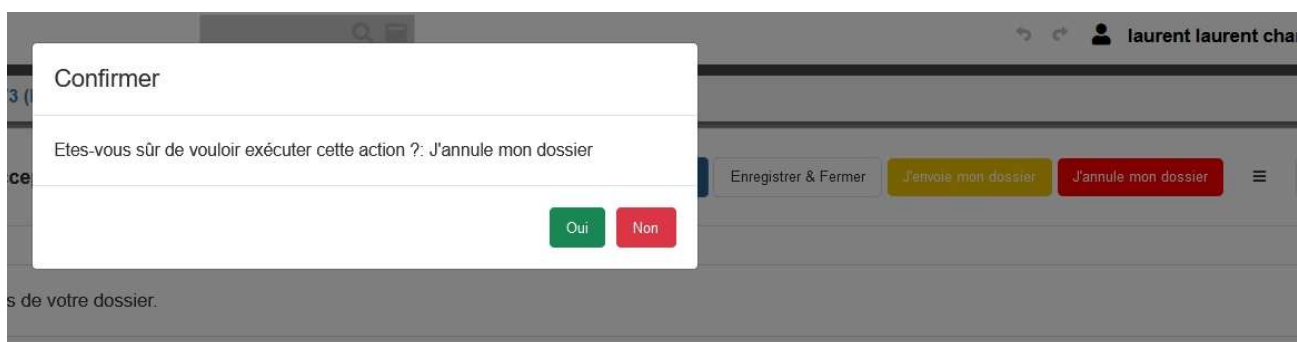 laurent laurent cha
Confirmer
3 (
Etes-vous sûr de vouloir exécuter cette action ?: J'annule mon dossier
Enregistrer & Fermer
J'envoie mon dossier
J'annule mon dossier
Oui
Non
s de votre dossier.